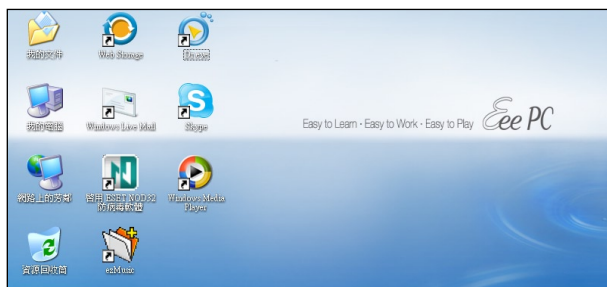 我的文件
Web Storage
我的電腦
Windows Live Mail
Skype
網路上的芳鄰
啟用 ESET NOD32
防病毒軟體
Windows Media
Player
資源回收筒
ezMusic
Easy to Learn · Easy to Work · Easy to Play
Eee PC